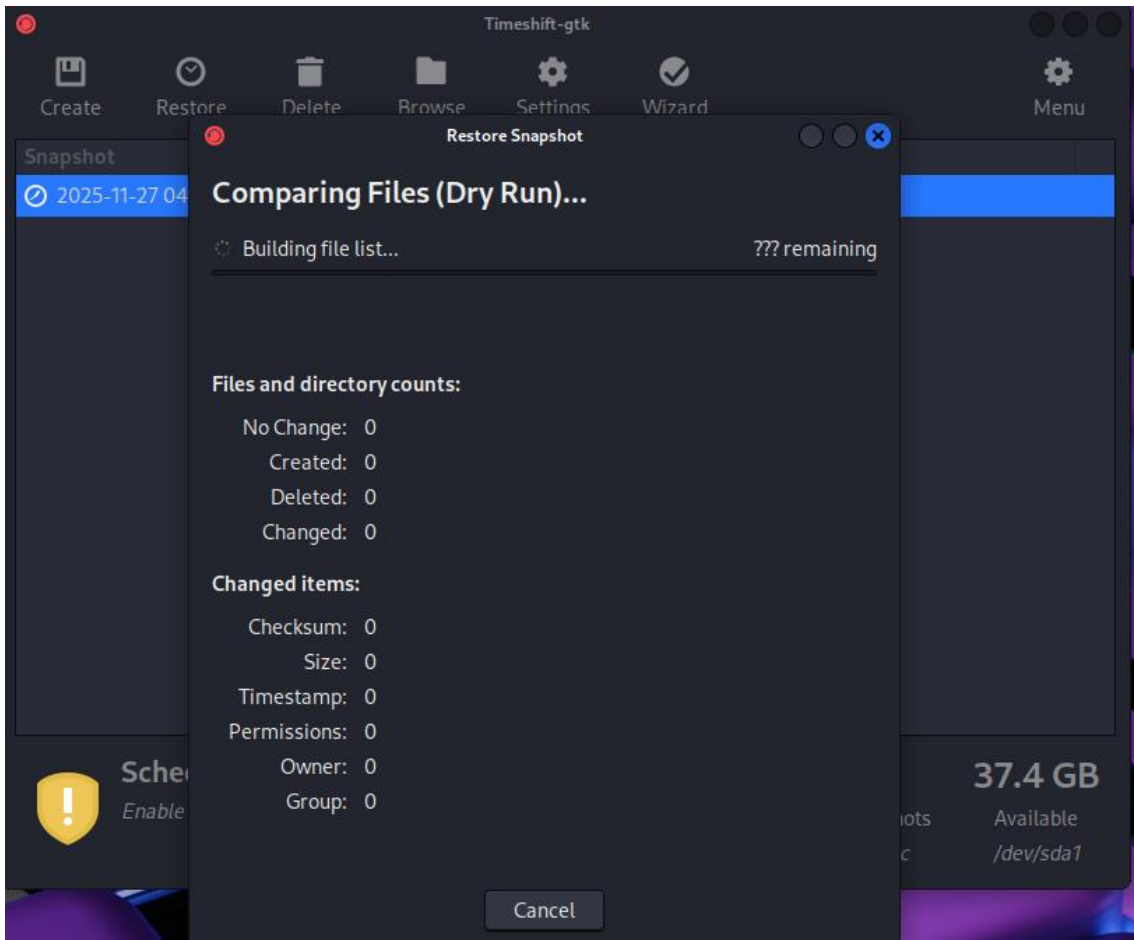 Timeshift-gtk
Create Restore Delete Browse Settings Wizard Menu
Snapshot
2025-11-27 04
Restore Snapshot
Comparing Files (Dry Run)...
Building file list... ??? remaining
Files and directory counts:
No Change: 0
Created: 0
Deleted: 0
Changed: 0
Changed items:
Checksum: 0
Size: 0
Timestamp: 0
Permissions: 0
Owner: 0
Group: 0
Cancel
Sche
Enable
37.4 GB
ots Available
c /dev/sda1